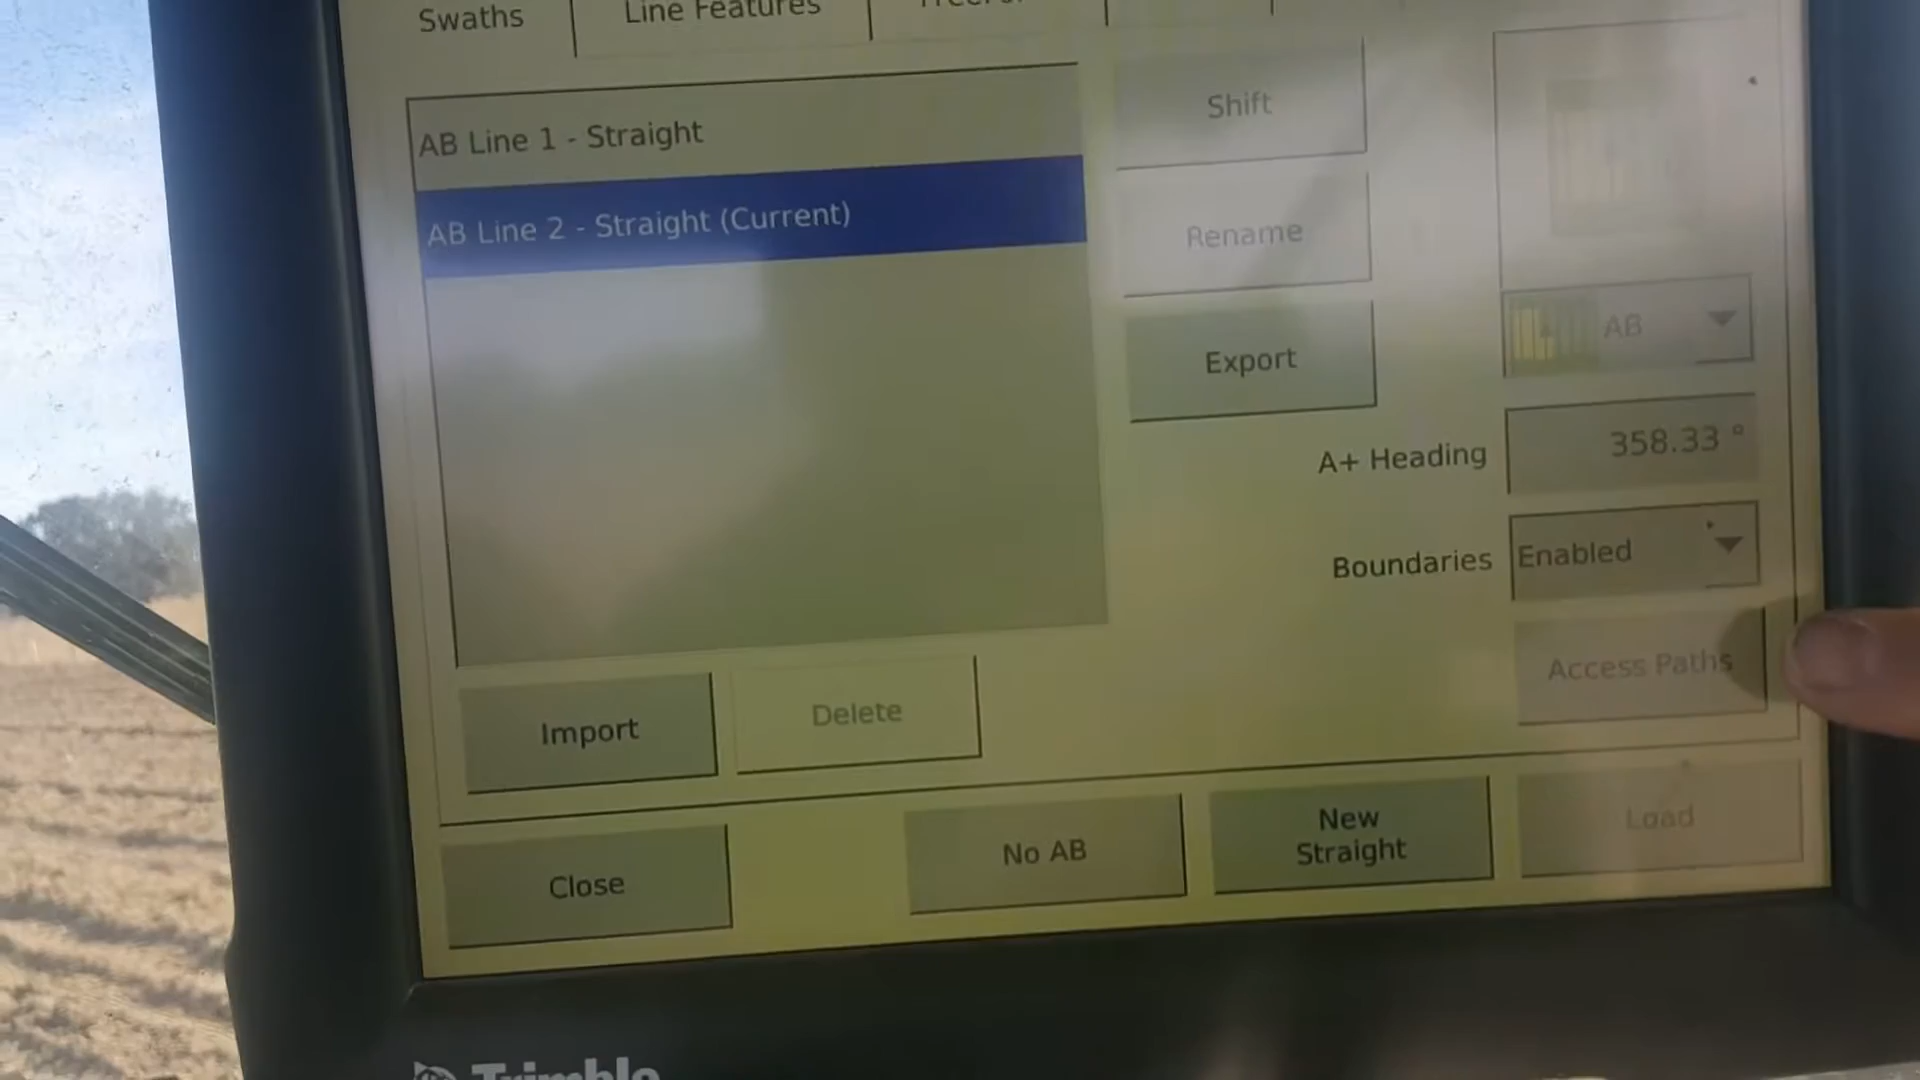 Swaths
Line Features
AB Line 1 - Straight
AB Line 2 - Straight (Current)
Shift
Rename
Export
AB
A+ Heading
358.33 °
Boundaries
Enabled
Access Paths
Import
Delete
Close
No AB
New
Straight
Load
Trimble